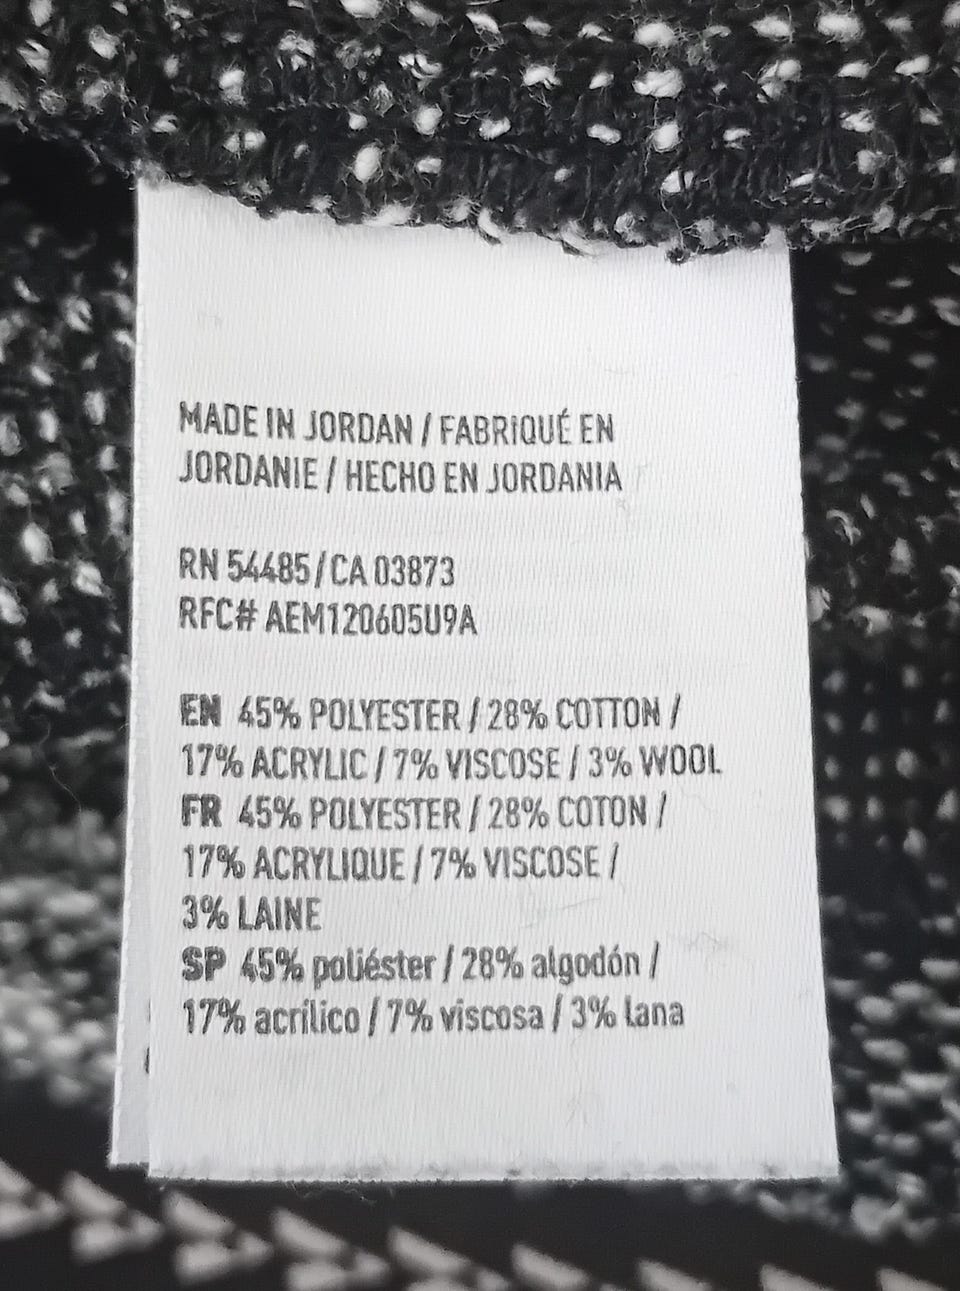 MADE IN JORDAN / FABRIQUÉ EN
JORDANIE / HECHO EN JORDANIA
RN 54485 / CA 03873
RFC# AEM120605U9A
EN 45% POLYESTER / 28% COTTON /
17% ACRYLIC / 7% VISCOSE / 3% WOOL
FR 45% POLYESTER / 28% COTON /
17% ACRYLIQUE / 7% VISCOSE /
3% LAINE
SP 45% poliéster / 28% algodón /
17% acrílico / 7% viscosa / 3% lana